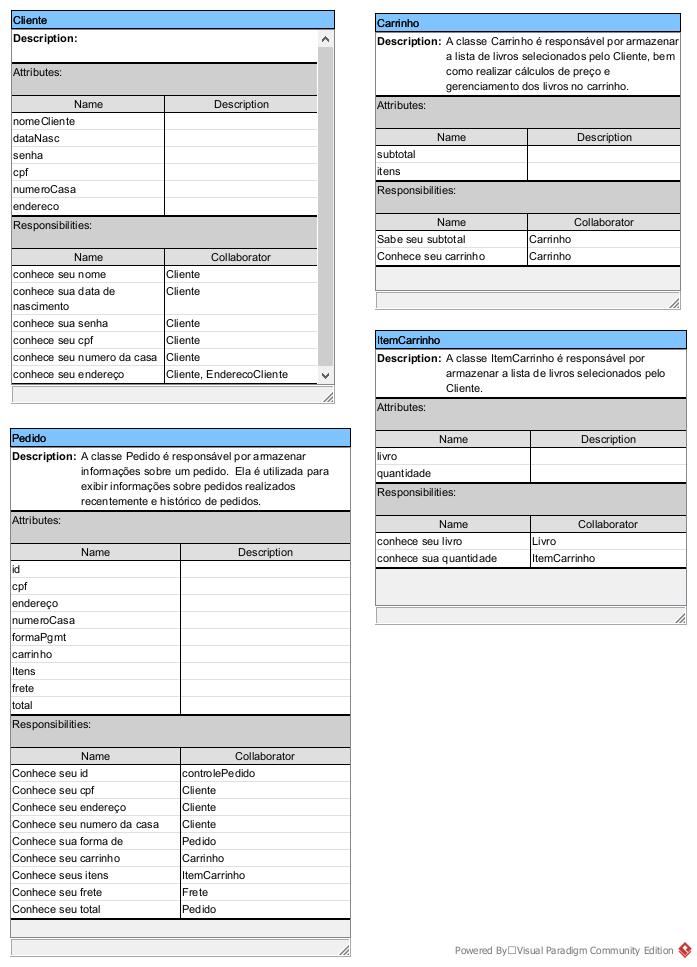 Cliente
Description:
Attributes:
Name Description
nomeCliente
dataNasc
senha
cpf
numeroCasa
endereco
Responsibilities:
Name Collaborator
conhece seu nome Cliente
conhece sua data de Cliente
nascimento
conhece sua senha Cliente
conhece seu cpf Cliente
conhece seu numero da casa Cliente
conhece seu endereço Cliente, EnderecoCliente
Carrinho
Description: A classe Carrinho é responsável por armazenar
a lista de livros selecionados pelo Cliente, bem
como realizar cálculos de preço e
gerenciamento dos livros no carrinho.
Attributes:
Name Description
subtotal
itens
Responsibilities:
Name Collaborator
Sabe seu subtotal Carrinho
Conhece seu carrinho Carrinho
ItemCarrinho
Description: A classe ItemCarrinho é responsável por
armazenar a lista de livros selecionados pelo
Cliente.
Attributes:
Name Description
livro
quantidade
Responsibilities:
Name Collaborator
conhece seu livro Livro
conhece sua quantidade ItemCarrinho
Pedido
Description: A classe Pedido é responsável por armazenar
informações sobre um pedido. Ela é utilizada para
exibir informações sobre pedidos realizados
recentemente e histórico de pedidos.
Attributes:
Name Description
id
cpf
endereço
numeroCasa
formaPgmt
carrinho
Itens
frete
total
Responsibilities:
Name Collaborator
Conhece seu id controlePedido
Conhece seu cpf Cliente
Conhece seu endereço Cliente
Conhece seu numero da casa Cliente
Conhece sua forma de Pedido
Conhece seu carrinho Carrinho
Conhece seus itens ItemCarrinho
Conhece seu frete Frete
Conhece seu total Pedido
Powered By□Visual Paradigm Community Edition